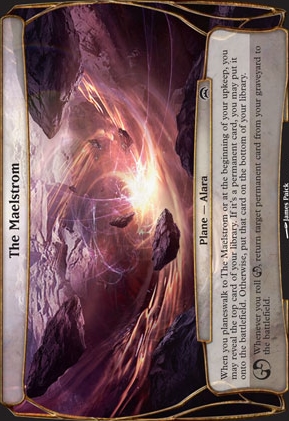 The Maelstrom
Plane — Alara
When you planeswalk to The Maelstrom or at the beginning of your upkeep, you
may reveal the top card of your library. If it's a permanent card, you may put it
onto the battlefield. Otherwise, put that card on the bottom of your library.
Whenever you roll , return target permanent card from your graveyard to
the battlefield.
James Paick